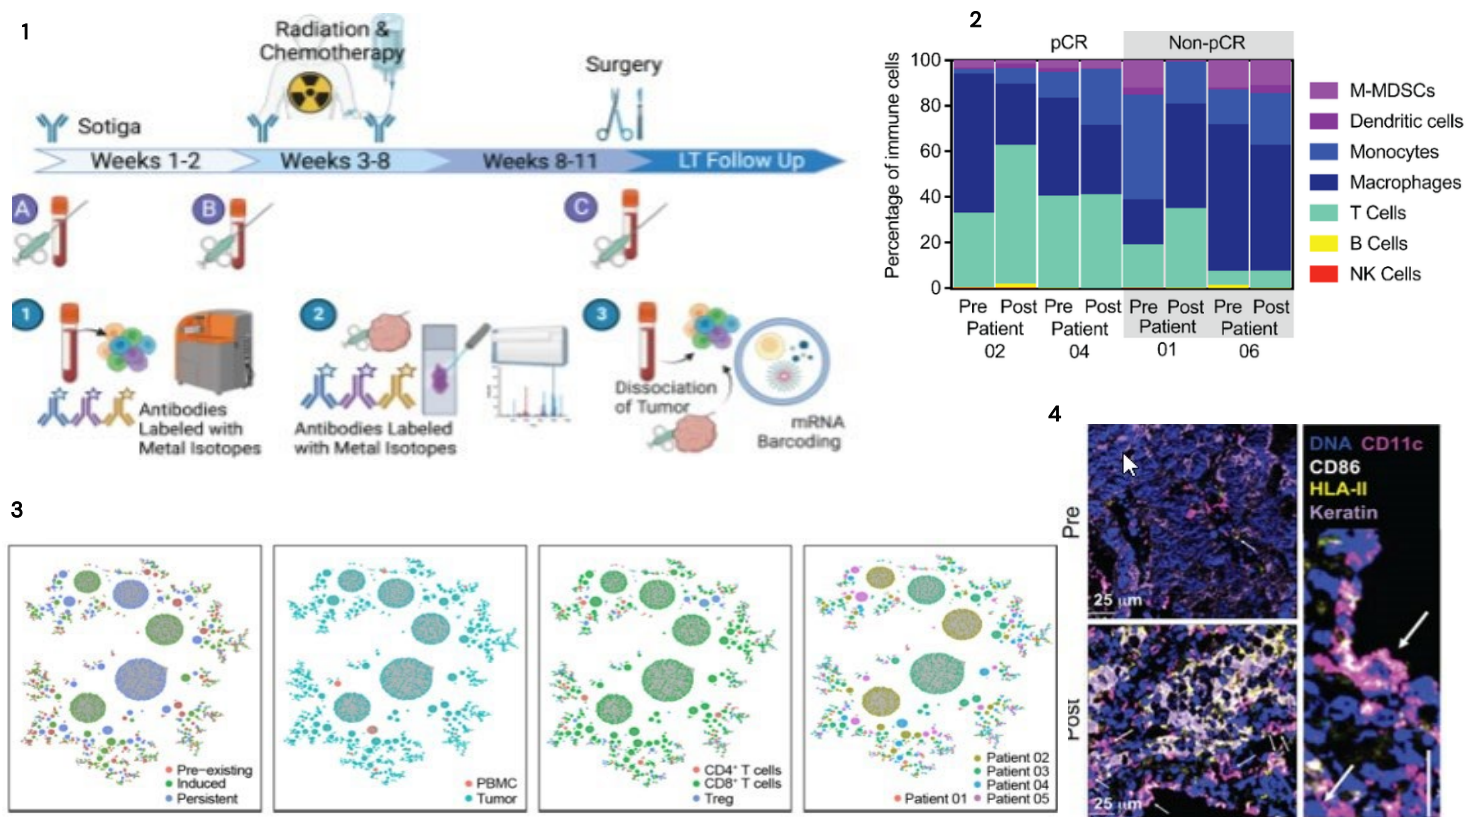 1
Radiation &
Chemotherapy
Surgery
Sotiga
Weeks 1-2
Weeks 3-8
Weeks 8-11
LT Follow Up
A
B
C
1
2
3
Antibodies
Labeled with
Metal Isotopes
Antibodies Labeled
with Metal Isotopes
Dissociation
of Tumor
mRNA
Barcoding
2
pCR
Non-pCR
Percentage of immune cells
100
80
60
40
20
0
Pre Post Pre Post Pre Post Pre Post
Patient Patient Patient Patient
02 04 01 06
M-MDSCs
Dendritic cells
Monocytes
Macrophages
T Cells
B Cells
NK Cells
3
Pre-existing
Induced
Persistent
PBMC
Tumor
CD4⁺ T cells
CD8⁺ T cells
Treg
Patient 02
Patient 03
Patient 04
Patient 01 Patient 05
4
Pre
25 µm
Post
25 µm
DNA CD11c
CD86
HLA-II
Keratin